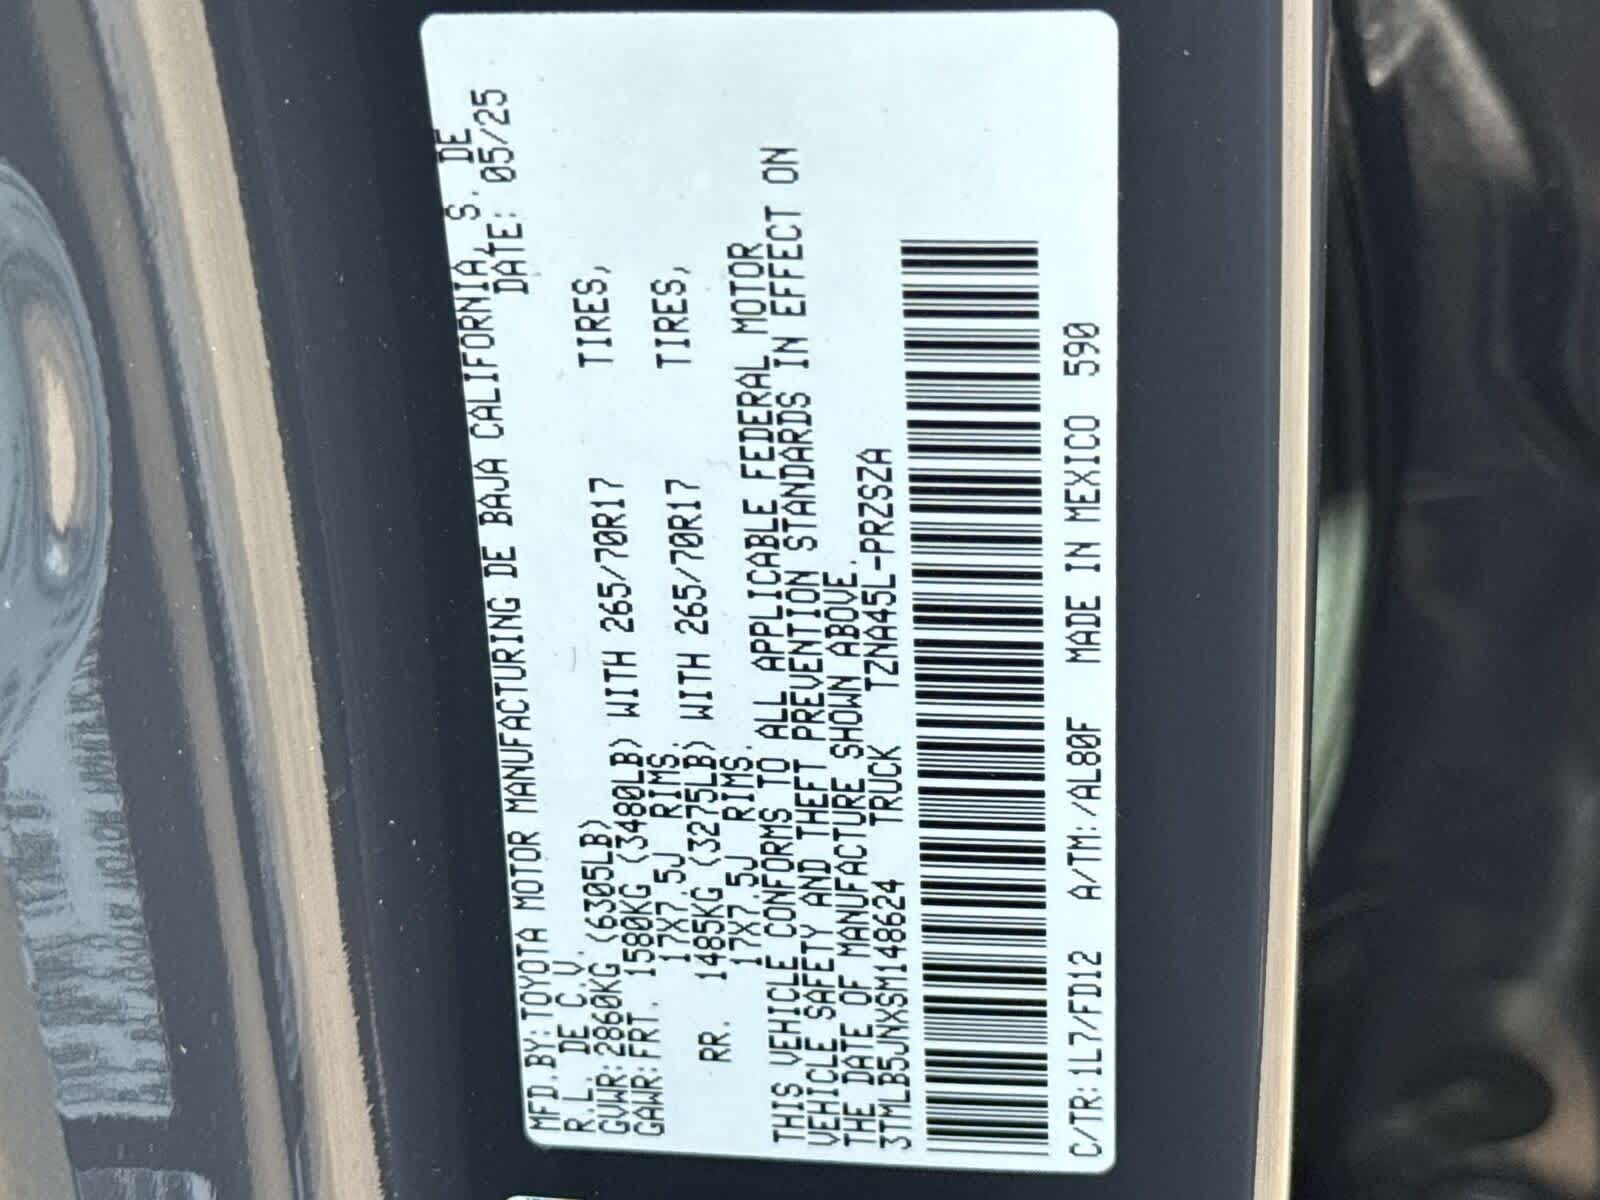 MFD.BY:TOYOTA MOTOR MANUFACTURING DE BAJA CALIFORNIA, S. DE
R.L. DE C.V. DATE: 05/25
GVWR:2860KG (6305LB)
GAWR:FRT. 1580KG (3480LB) WITH 265/70R17 TIRES,
17X7.5J RIMS,
RR. 1485KG (3275LB) WITH 265/70R17 TIRES,
17X7.5J RIMS.
THIS VEHICLE CONFORMS TO ALL APPLICABLE FEDERAL MOTOR
VEHICLE SAFETY AND THEFT PREVENTION STANDARDS IN EFFECT ON
THE DATE OF MANUFACTURE SHOWN ABOVE.
3TMLB5JNXSM148624 TRUCK TZNA45L-PRZSZA
C/TR:1L7/FD12 A/TM:/AL80F MADE IN MEXICO 590